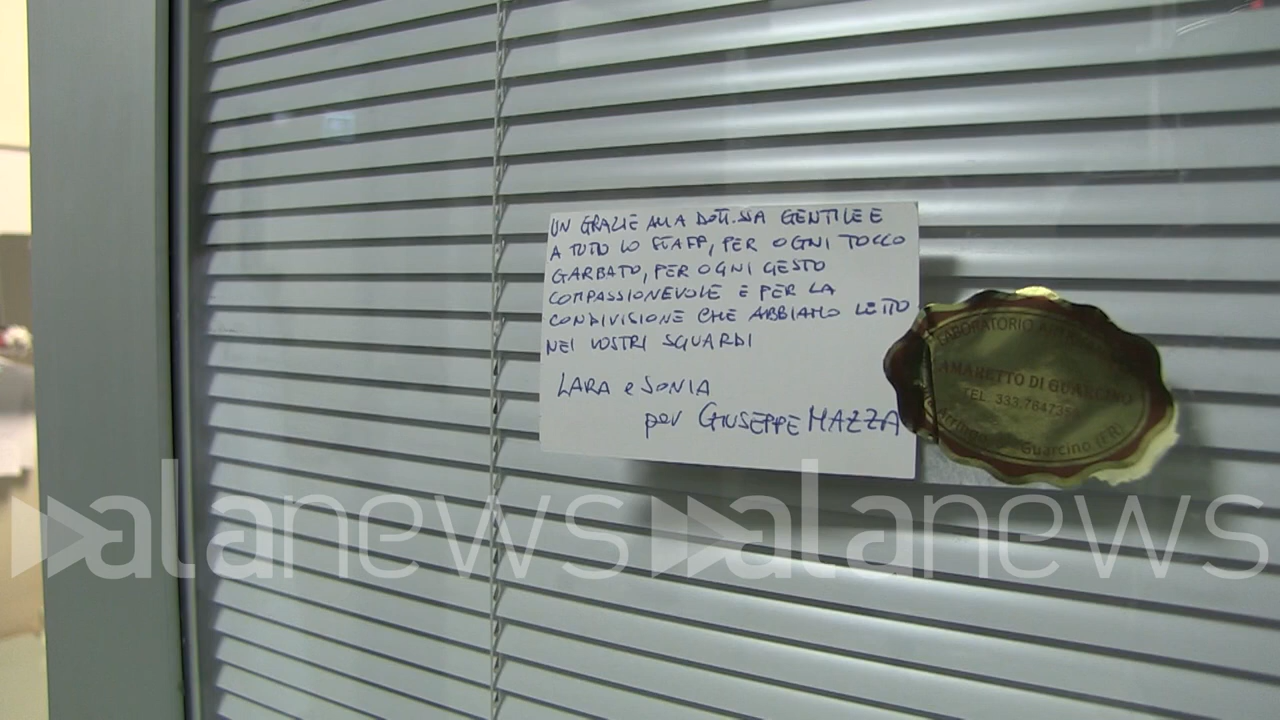 UN GRAZIE ALLA DOTT.SSA GENTILE E
A TUTTO LO STAFF, PER OGNI TOCCO
GARBATO, PER OGNI GESTO
COMPASSIONEVOLE E PER LA
CONDIVISIONE CHE ABBIAMO LETTO
NEI VOSTRI SGUARDI
LARA e SONIA
per GIUSEPPE MAZZA
LABORATORIO
AMARETTO DI GUARCINO
TEL. 333.784735
Guarcino (FR)
alanews alanews